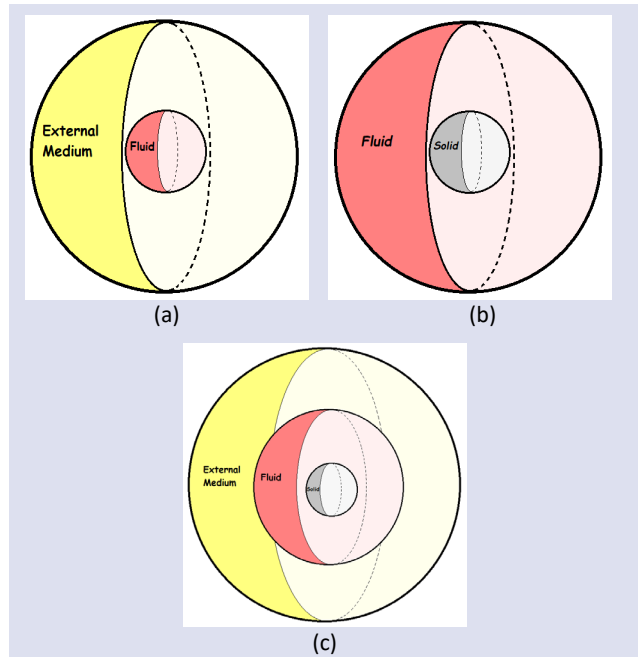 External
Medium
Fluid
Fluid
Solid
(a)
(b)
External
Medium
Fluid
Solid
(c)